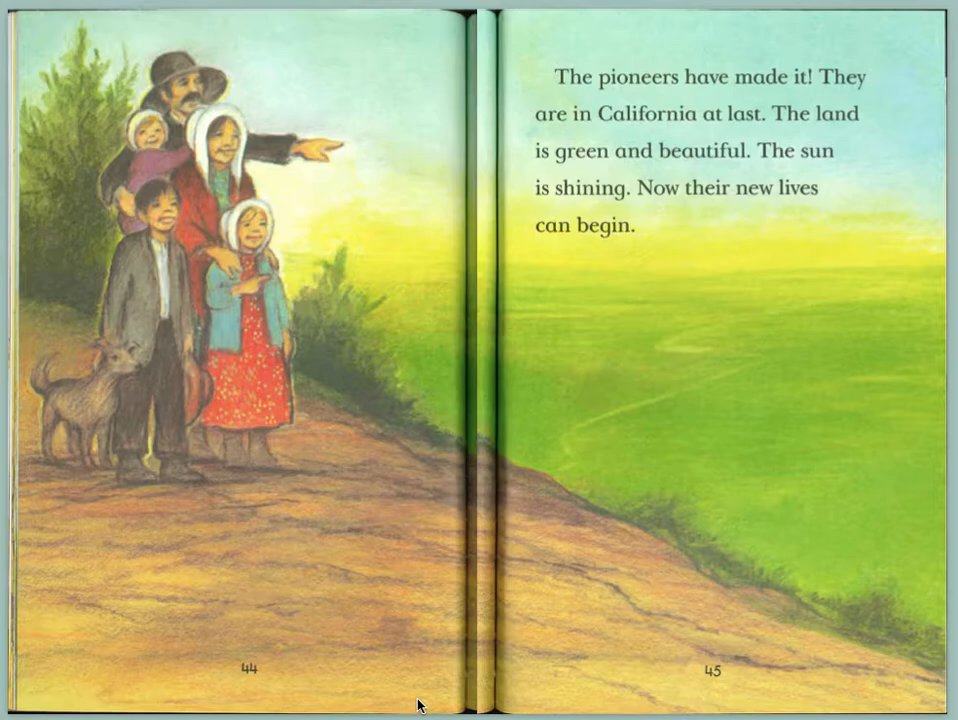 The pioneers have made it! They
are in California at last. The land
is green and beautiful. The sun
is shining. Now their new lives
can begin.
44
45